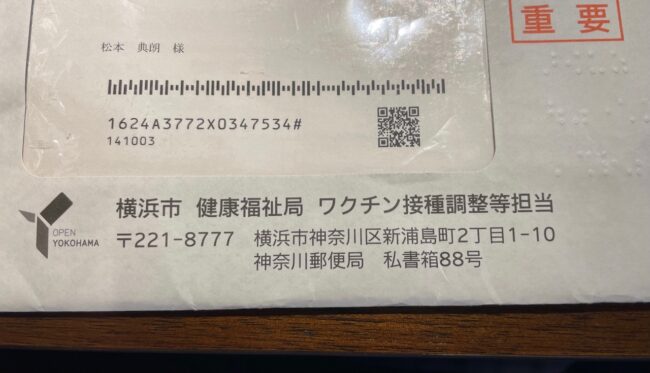 重要
松本 典朗 様
1624A3772X0347534#
141003
OPEN
YOKOHAMA
横浜市 健康福祉局 ワクチン接種調整等担当
〒221-8777 横浜市神奈川区新浦島町2丁目1-10
神奈川郵便局 私書箱88号